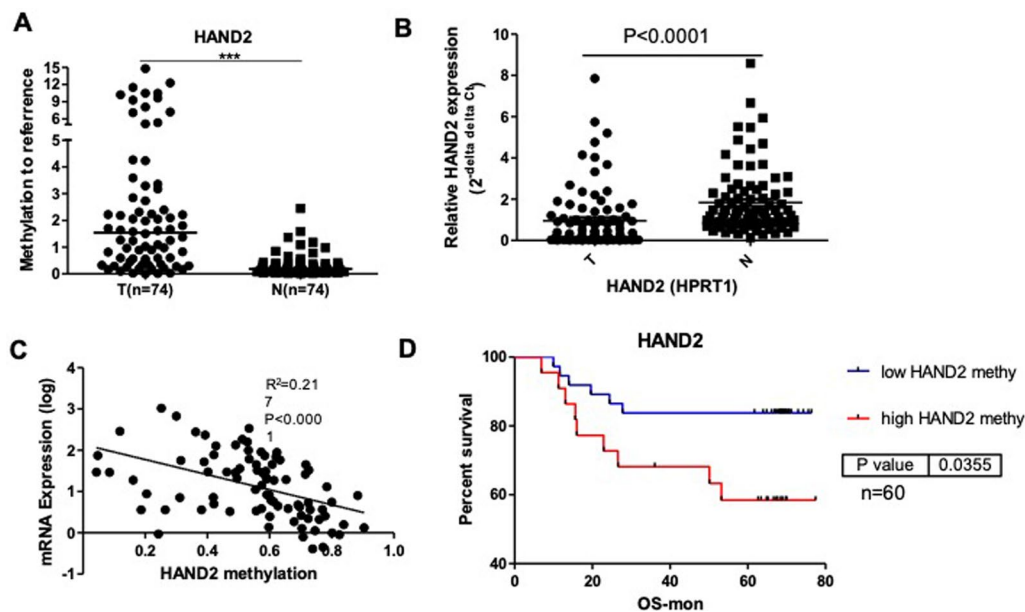 A
HAND2
***
Methylation to referrence
15
12
9
6
5
4
3
2
1
0
T(n=74)
N(n=74)
B
P<0.0001
Relative HAND2 expression
(2-delta delta Ct)
10
8
6
4
2
0
T
N
HAND2 (HPRT1)
C
mRNA Expression (log)
4
3
2
1
0
-1
R²=0.21
7
P<0.000
1
0.2
0.4
0.6
0.8
1.0
HAND2 methylation
D
HAND2
Percent survival
100
80
60
40
0
20
40
60
80
OS-mon
low HAND2 methy
high HAND2 methy
P value 0.0355
n=60